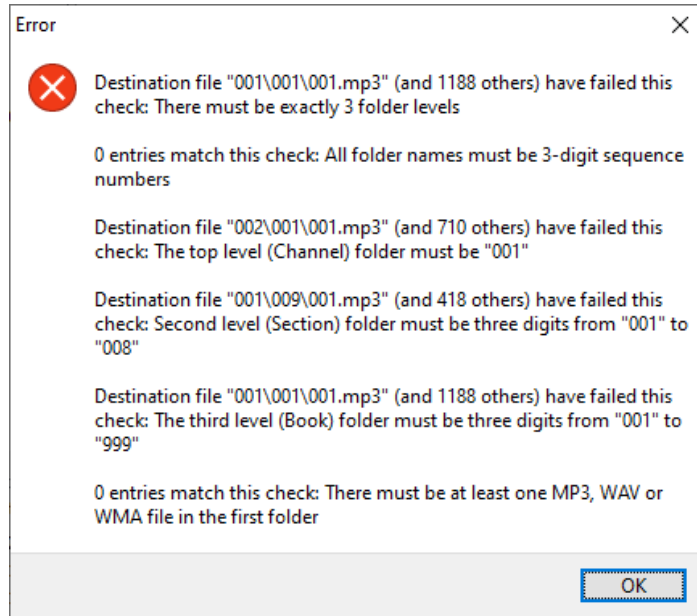 Error
Destination file "001\001\001.mp3" (and 1188 others) have failed this
check: There must be exactly 3 folder levels
0 entries match this check: All folder names must be 3-digit sequence
numbers
Destination file "002\001\001.mp3" (and 710 others) have failed this
check: The top level (Channel) folder must be "001"
Destination file "001\009\001.mp3" (and 418 others) have failed this
check: Second level (Section) folder must be three digits from "001" to
"008"
Destination file "001\001\001.mp3" (and 1188 others) have failed this
check: The third level (Book) folder must be three digits from "001" to
"999"
0 entries match this check: There must be at least one MP3, WAV or
WMA file in the first folder
OK